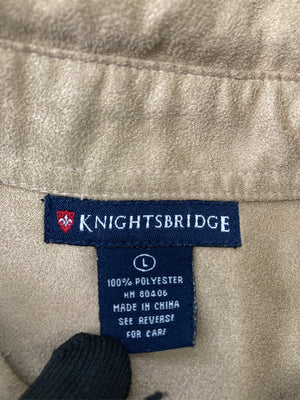 KNIGHTSBRIDGE
L
100% POLYESTER
RN 80406
MADE IN CHINA
SEE REVERSE
FOR CARE